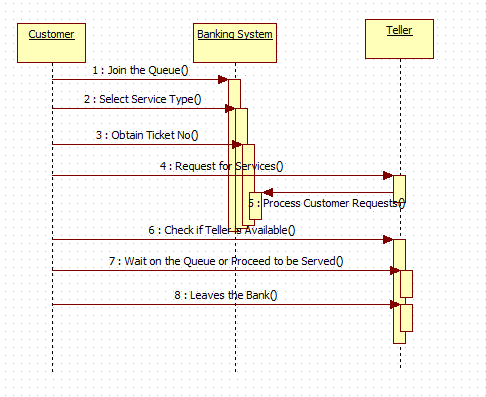 Customer
Banking System
Teller
1 : Join the Queue()
2 : Select Service Type()
3 : Obtain Ticket No()
4 : Request for Services()
5 : Process Customer Requests()
6 : Check if Teller is Available()
7 : Wait on the Queue or Proceed to be Served()
8 : Leaves the Bank()